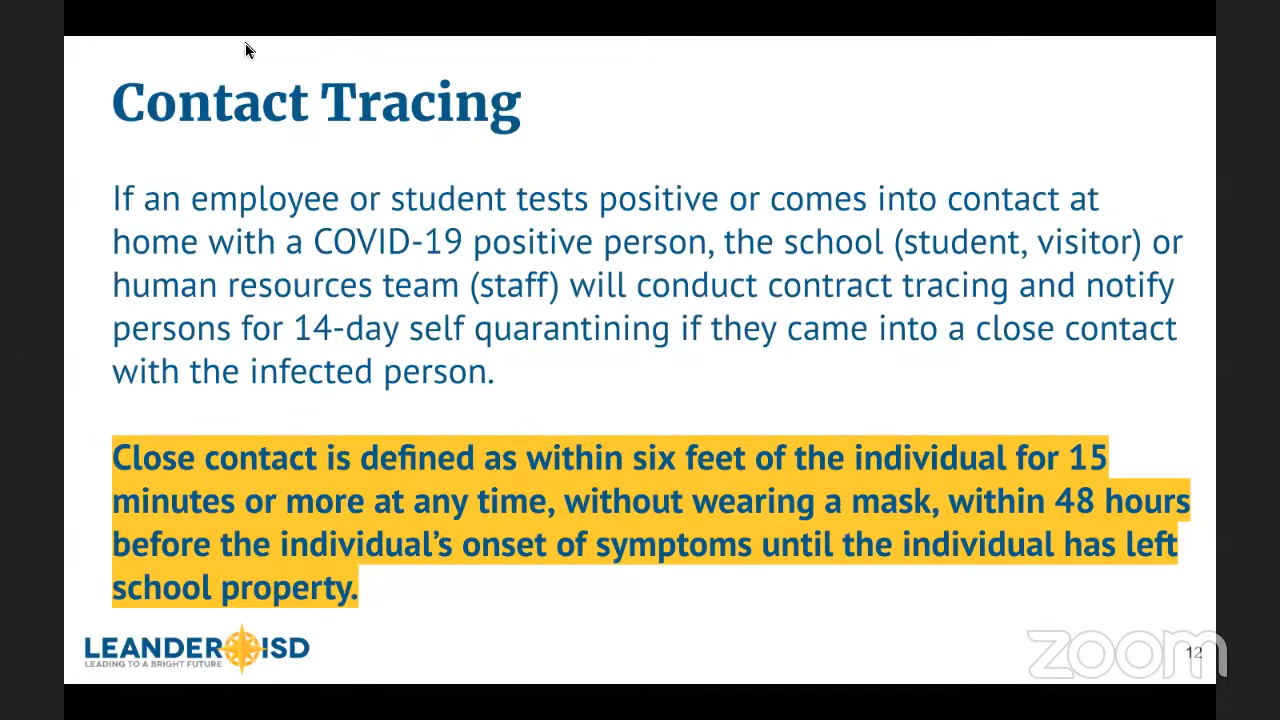 Contact Tracing
If an employee or student tests positive or comes into contact at
home with a COVID-19 positive person, the school (student, visitor) or
human resources team (staff) will conduct contract tracing and notify
persons for 14-day self quarantining if they came into a close contact
with the infected person.
Close contact is defined as within six feet of the individual for 15
minutes or more at any time, without wearing a mask, within 48 hours
before the individual’s onset of symptoms until the individual has left
school property.
LEANDER ISD
LEADING TO A BRIGHT FUTURE
zoom
12